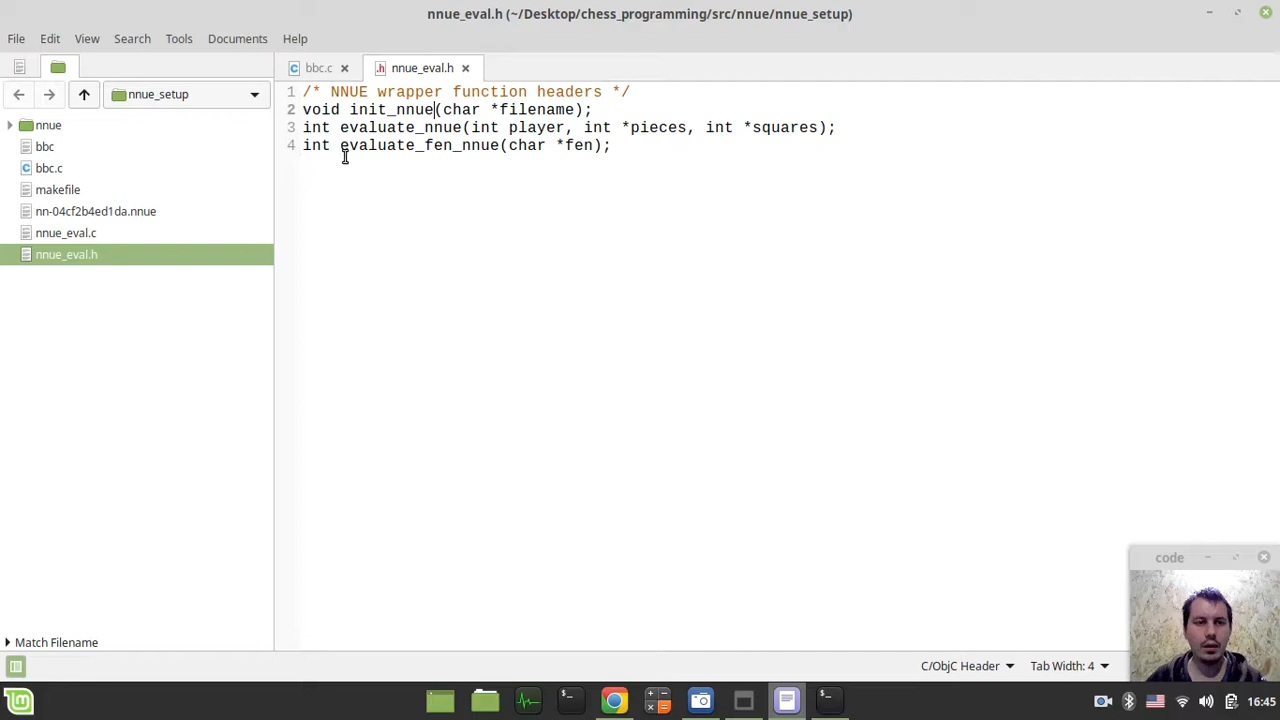 nnue_eval.h (~/Desktop/chess_programming/src/nnue/nnue_setup)
File Edit View Search Tools Documents Help
bbc.c nnue_eval.h
nnue_setup
1 /* NNUE wrapper function headers */
2 void init_nnue(char *filename);
3 int evaluate_nnue(int player, int *pieces, int *squares);
4 int evaluate_fen_nnue(char *fen);
nnue
bbc
bbc.c
makefile
nn-04cf2b4ed1da.nnue
nnue_eval.c
nnue_eval.h
code
Match Filename
C/ObjC Header Tab Width: 4
16:45